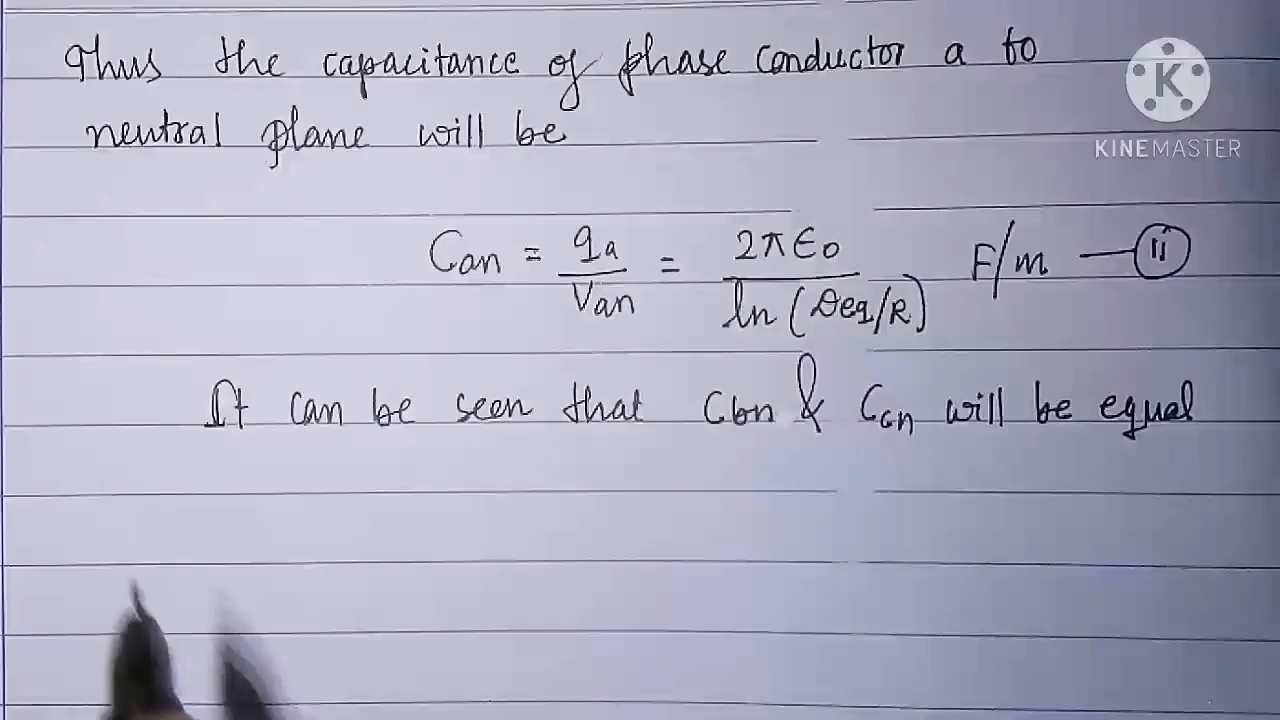 Thus the capacitance of phase conductor a to
neutral plane will be
Can = qa / Van = 2πε0 / ln (Deq/R) F/m — 11
It can be seen that Cbn & Ccn will be equal
K
KINEMASTER